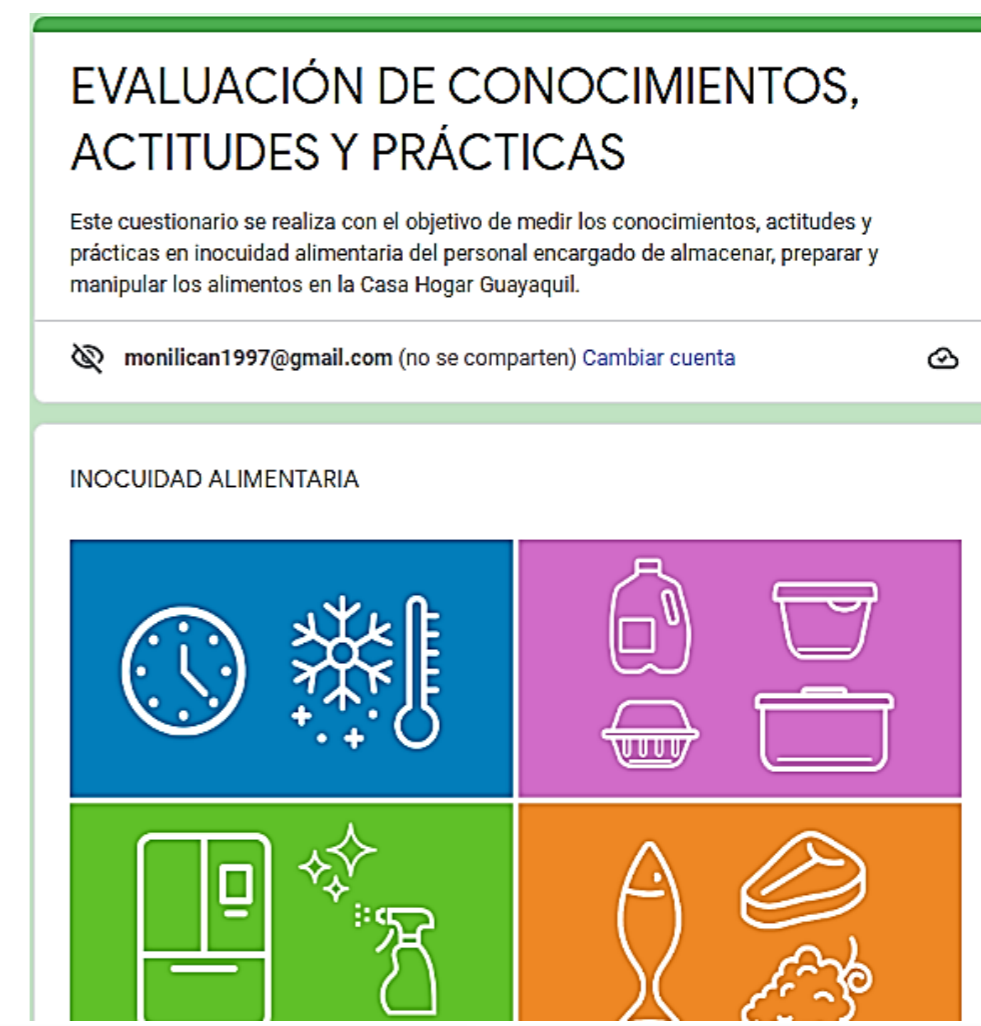 EVALUACIÓN DE CONOCIMIENTOS,
ACTITUDES Y PRÁCTICAS
Este cuestionario se realiza con el objetivo de medir los conocimientos, actitudes y
prácticas en inocuidad alimentaria del personal encargado de almacenar, preparar y
manipular los alimentos en la Casa Hogar Guayaquil.
monilican1997@gmail.com (no se comparten) Cambiar cuenta
INOCUIDAD ALIMENTARIA